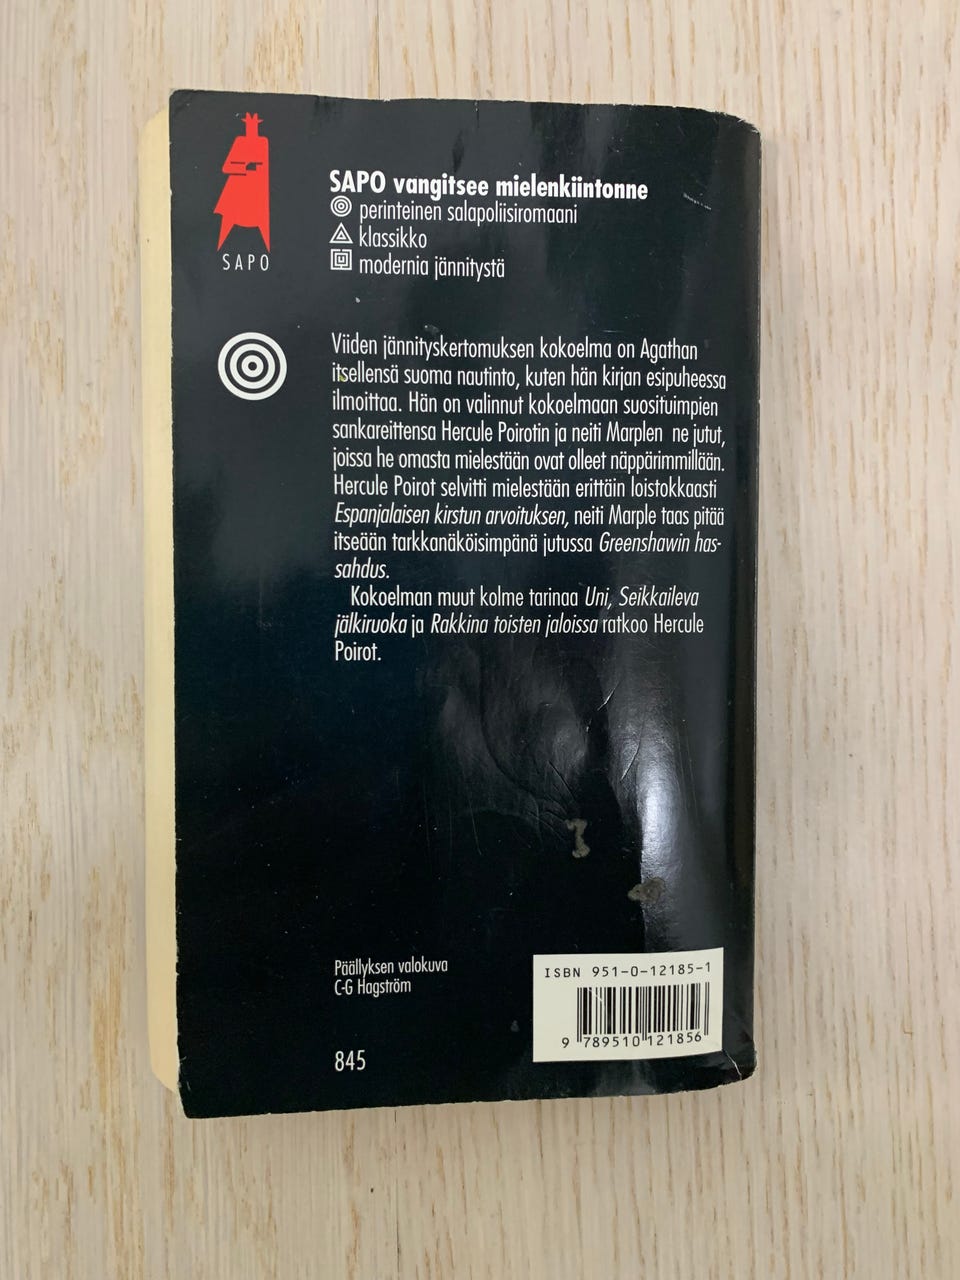 SAPO
SAPO vangitsee mielenkiintonne
perinteinen salapoliisiromaani
klassikko
modernia jännitystä
Viiden jännityskertomuksen kokoelma on Agathan
itsellensä suoma nautinto, kuten hän kirjan esipuheessa
ilmoittaa. Hän on valinnut kokoelmaan suosituimpien
sankareittensa Hercule Poirotin ja neiti Marplen ne jutut,
joissa he omasta mielestään ovat olleet näppärimmillään.
Hercule Poirot selvitti mielestään erittäin loistokkaasti
Espanjalaisen kirstun arvoituksen, neiti Marple taas pitää
itseään tarkkanäköisimpänä jutussa Greenshawin has-
sahdus.
Kokoelman muut kolme tarinaa Uni, Seikkaileva
jälkiruoka ja Rakkina toisten jaloissa ratkoo Hercule
Poirot.
Päällyksen valokuva
C-G Hagström
845
ISBN 951-0-12185-1
9 789510 121856